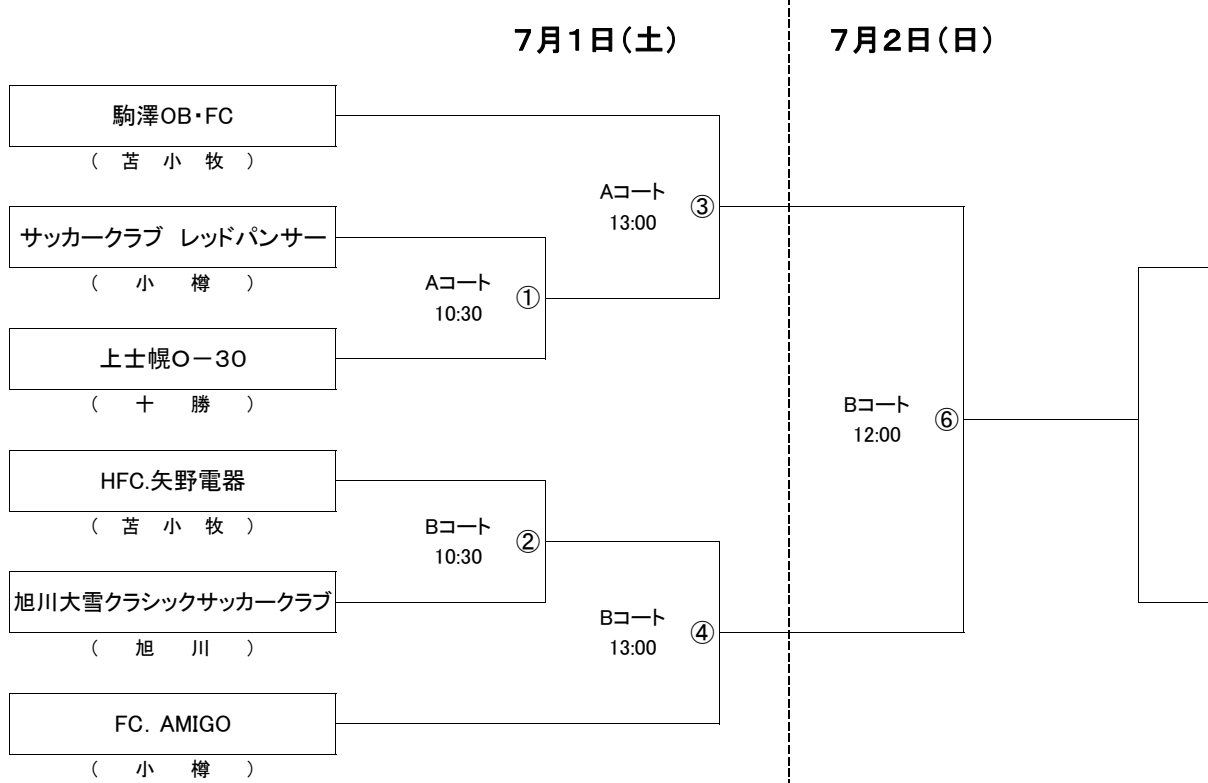 ７月１日（土）
７月２日（日）
駒澤OB・FC
（ 苫 小 牧 ）
Aコート
13:00
③
サッカークラブ　レッドパンサー
（ 小 樽 ）
Aコート
10:30
①
上士幌Ｏ－３０
（ 十 勝 ）
Bコート
12:00
⑥
HFC.矢野電器
（ 苫 小 牧 ）
Bコート
10:30
②
旭川大雪クラシックサッカークラブ
（ 旭 川 ）
Bコート
13:00
④
FC．AMIGO
（ 小 樽 ）